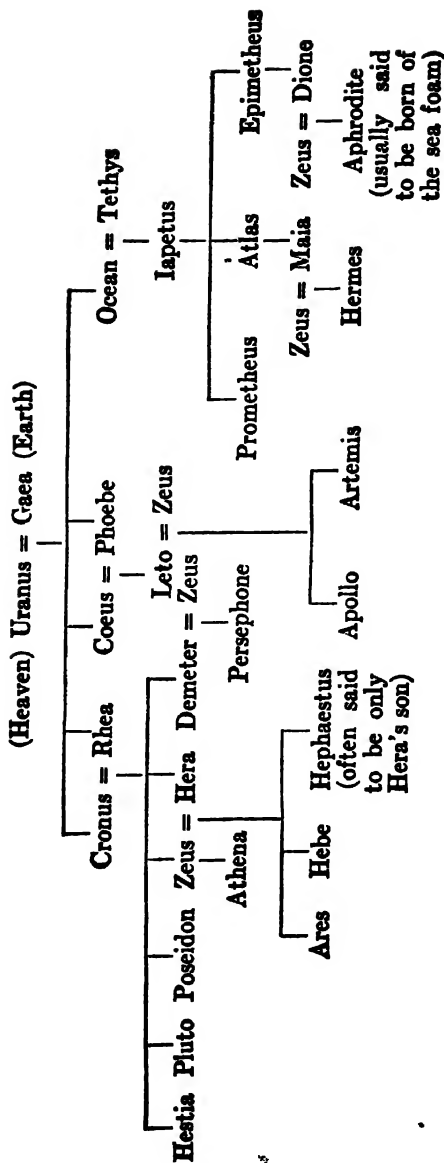 (Heaven) Uranus = Gaea (Earth)
Cronus = Rhea Coeus = Phoebe Ocean = Tethys
Leto = Zeus Iapetus
Hestia Pluto Poseidon Zeus = Hera Demeter = Zeus Prometheus Atlas Epimetheus
Athena Persephone Zeus = Maia Zeus = Dione
Ares Hebe Hephaestus Apollo Artemis Hermes Aphrodite
(often said (usually said
to be only to be born of
Hera's son) the sea foam)